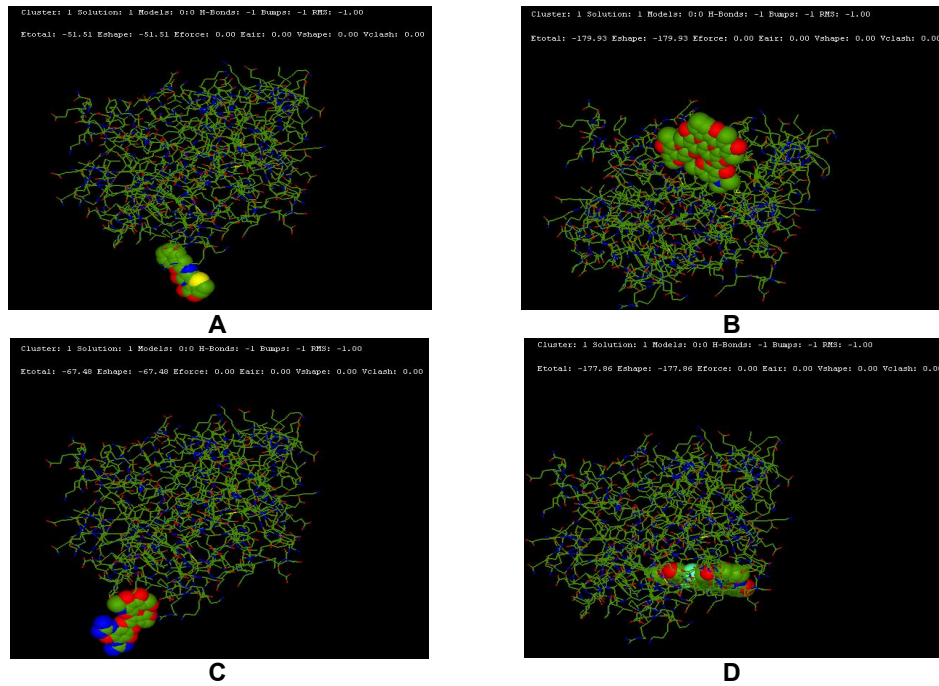 Cluster: 1 Solution: 1 Models: 0:0 H-Bonds: -1 Bumps: -1 RMS: -1.00
Etotal: -51.51 Eshape: -51.51 Eforce: 0.00 Eair: 0.00 Vshape: 0.00 Vclash: 0.00
A
Cluster: 1 Solution: 1 Models: 0:0 H-Bonds: -1 Bumps: -1 RMS: -1.00
Etotal: -179.93 Eshape: -179.93 Eforce: 0.00 Eair: 0.00 Vshape: 0.00 Vclash: 0.00
B
Cluster: 1 Solution: 1 Models: 0:0 H-Bonds: -1 Bumps: -1 RMS: -1.00
Etotal: -67.48 Eshape: -67.48 Eforce: 0.00 Eair: 0.00 Vshape: 0.00 Vclash: 0.00
C
Cluster: 1 Solution: 1 Models: 0:0 H-Bonds: -1 Bumps: -1 RMS: -1.00
Etotal: -177.86 Eshape: -177.86 Eforce: 0.00 Eair: 0.00 Vshape: 0.00 Vclash: 0.00
D